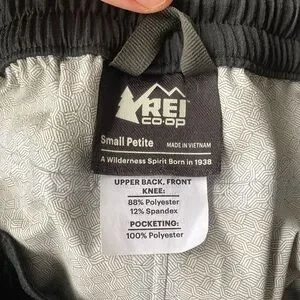 REI
CO·OP
Small Petite MADE IN VIETNAM
A Wilderness Spirit Born in 1938
UPPER BACK, FRONT
KNEE:
88% Polyester
12% Spandex
POCKETING:
100% Polyester